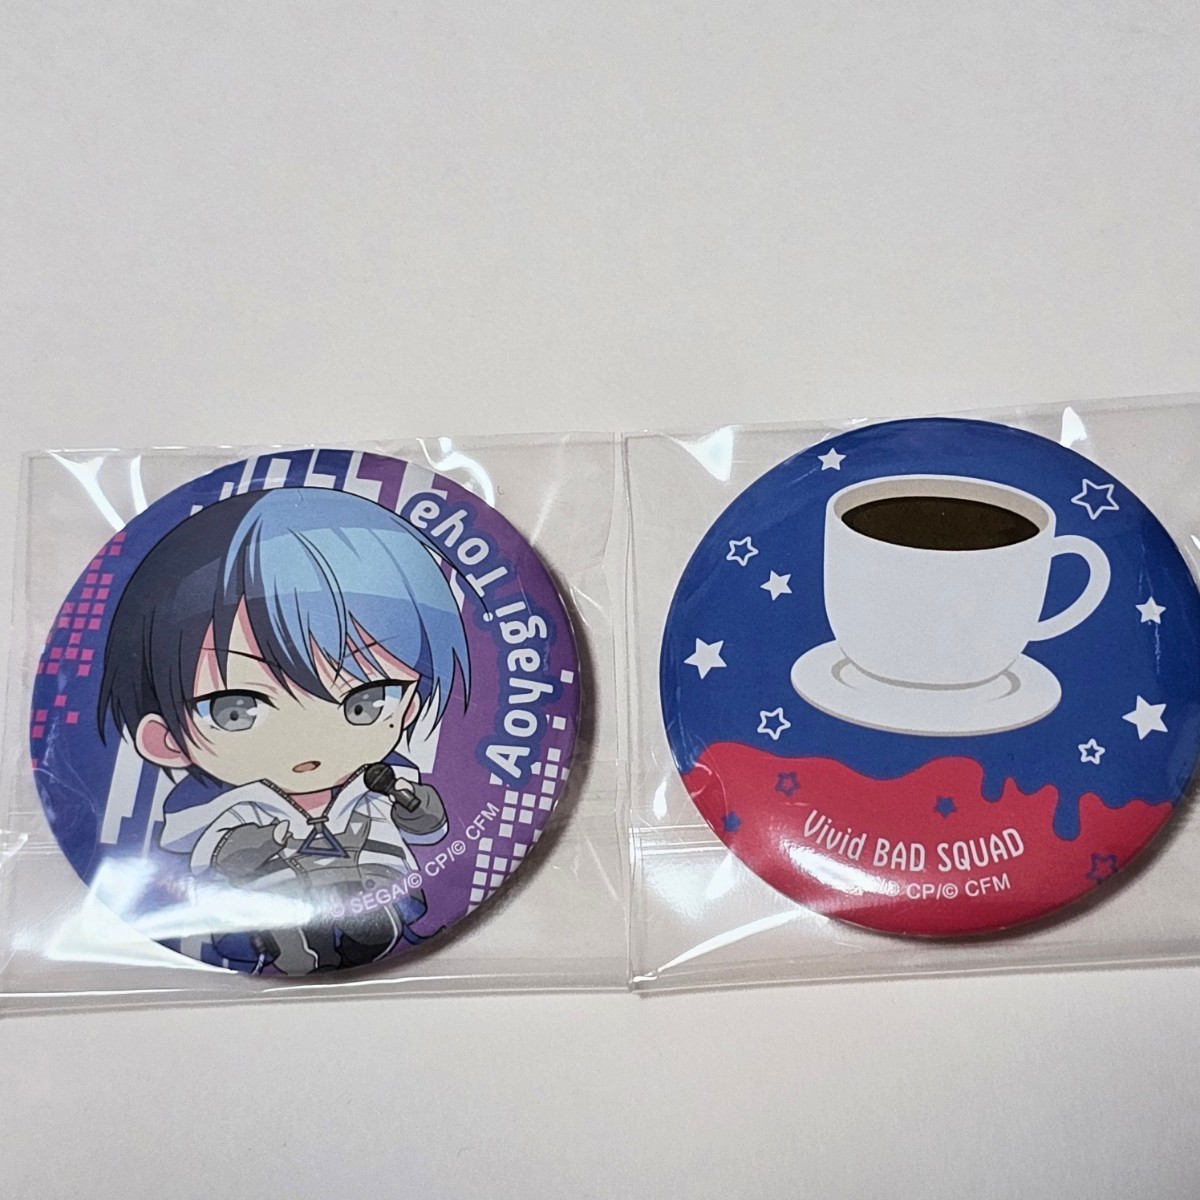 Aoyagi Toya
© SEGA/© CP/© CFM
Vivid BAD SQUAD
CP/© CFM